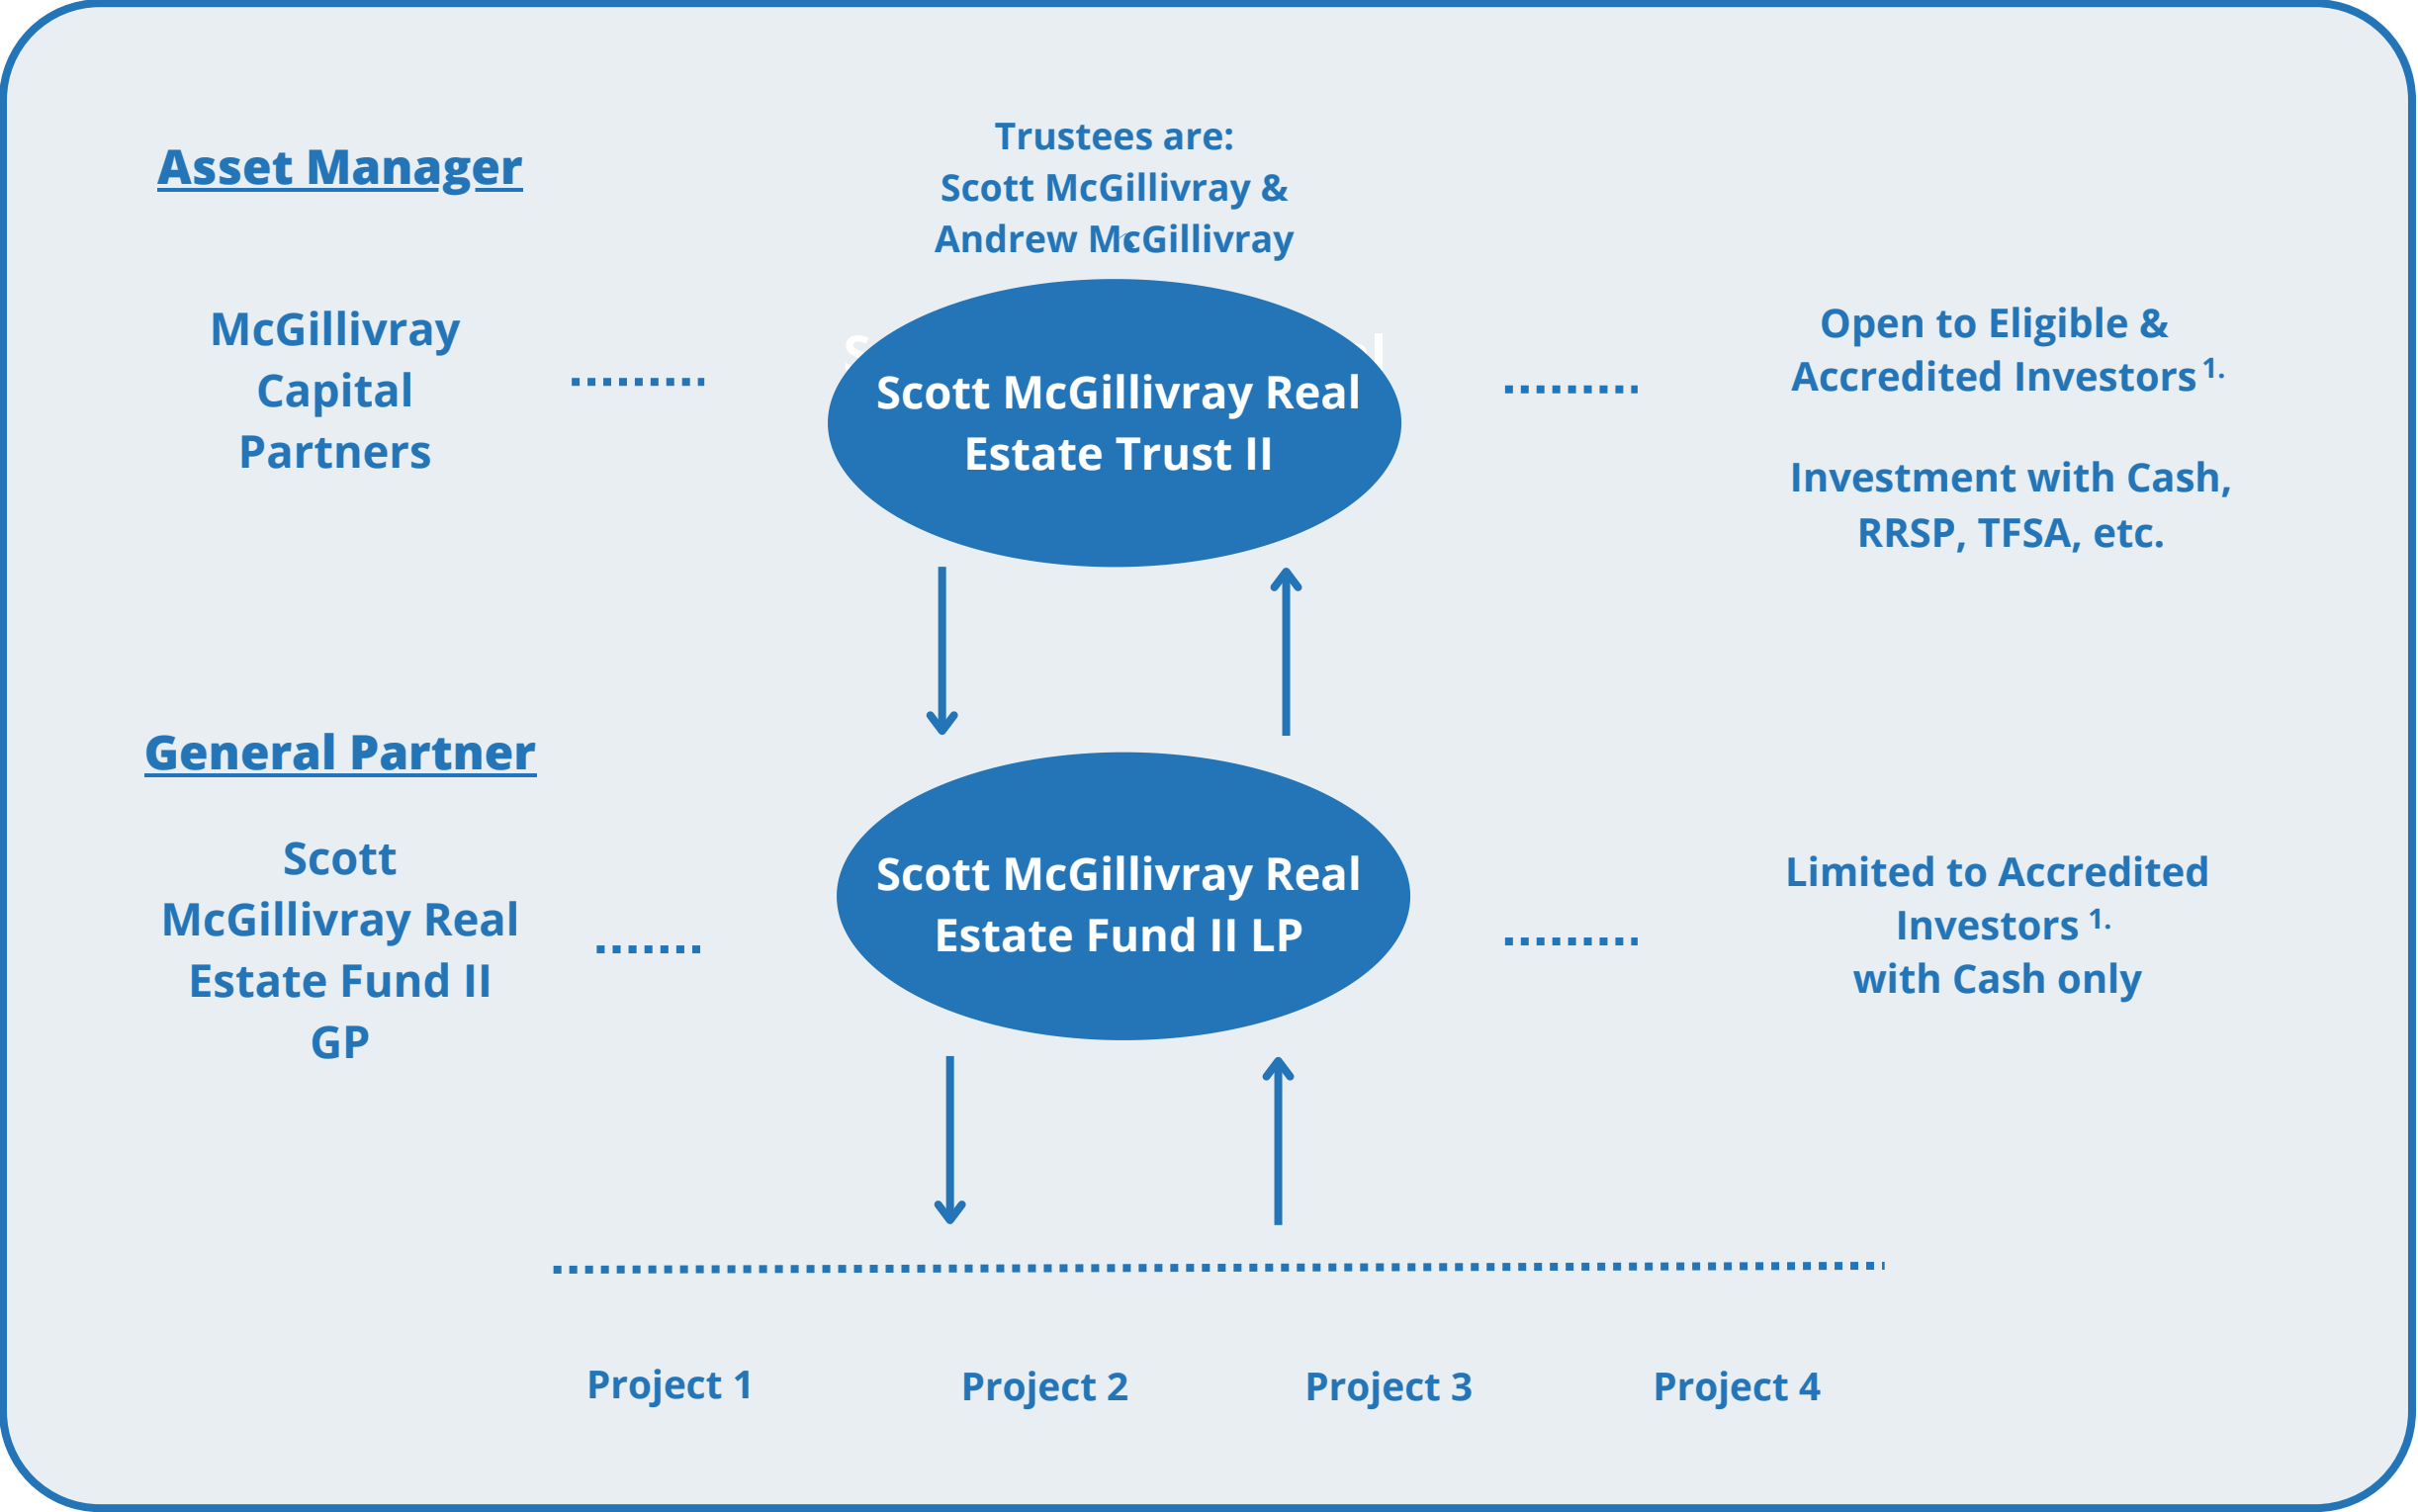 Asset Manager
McGillivray
Capital
Partners
Trustees are:
Scott McGillivray &
Andrew McGillivray
Scott McGillivray Real
Estate Trust II
Open to Eligible &
Accredited Investors 1.
Investment with Cash,
RRSP, TFSA, etc.
General Partner
Scott
McGillivray Real
Estate Fund II
GP
Scott McGillivray Real
Estate Fund II LP
Limited to Accredited
Investors 1.
with Cash only
Project 1
Project 2
Project 3
Project 4